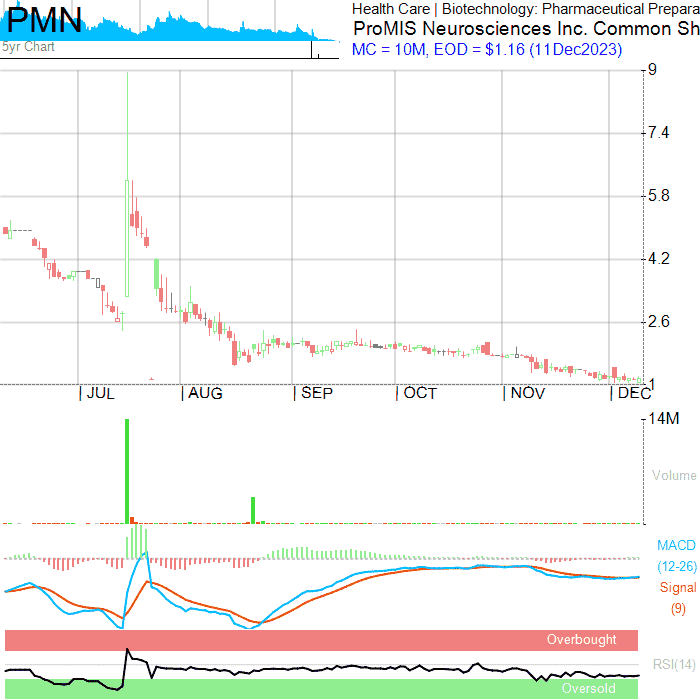 PMN
5yr Chart
Health Care | Biotechnology: Pharmaceutical Prepara
ProMIS Neurosciences Inc. Common Sh
MC = 10M, EOD = $1.16 (11Dec2023)
9
7.4
5.8
4.2
2.6
1
JUL AUG SEP OCT NOV DEC
14M
Volume
MACD
(12-26)
Signal
(9)
Overbought
RSI(14)
Oversold